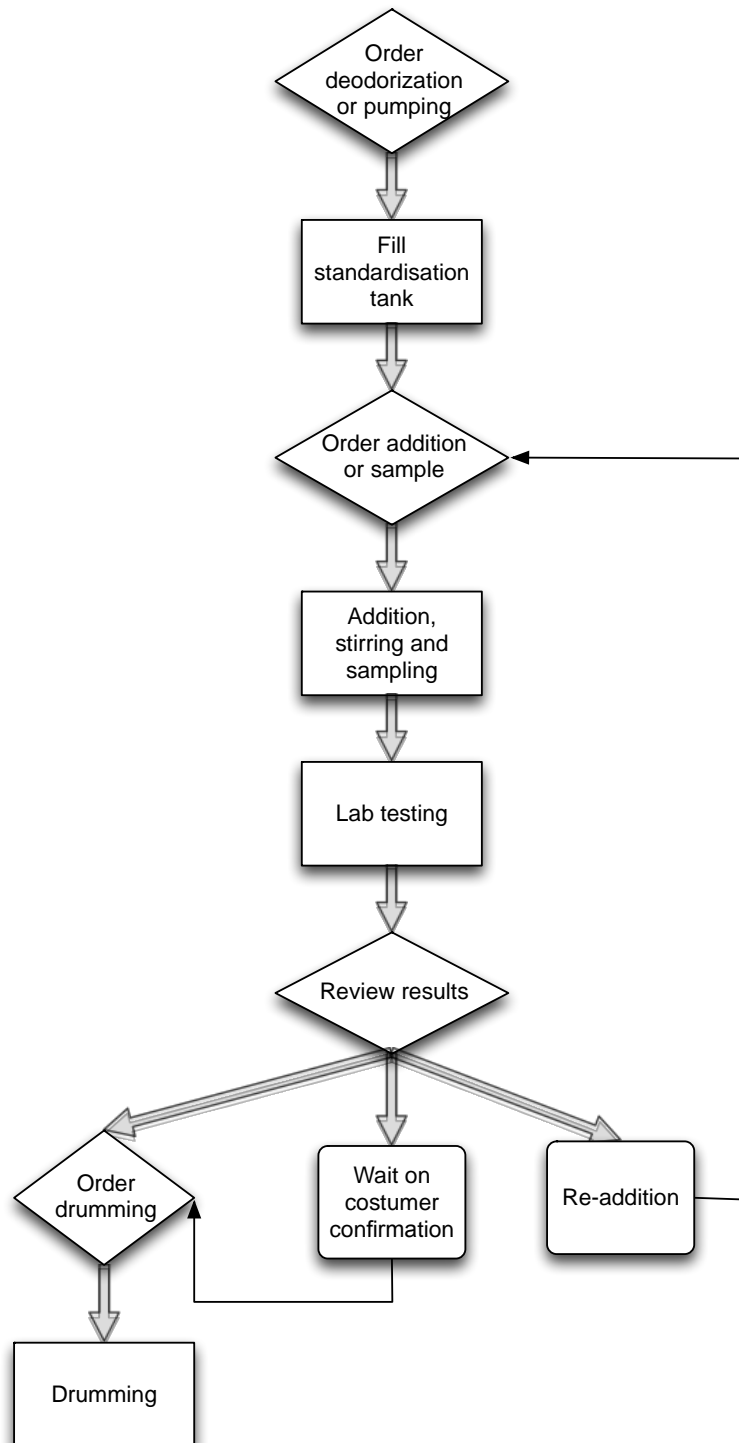 Order
deodorization
or pumping
Fill
standardisation
tank
Order addition
or sample
Addition,
stirring and
sampling
Lab testing
Review results
Order
drumming
Wait on
costumer
confirmation
Re-addition
Drumming